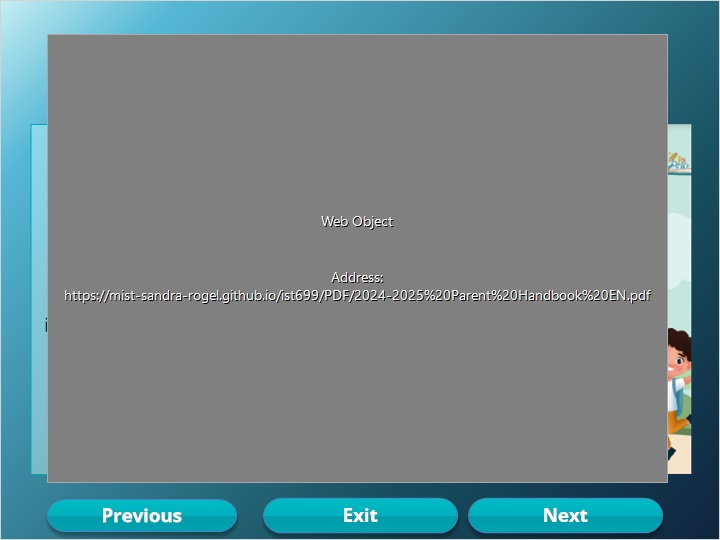 Web Object
Address:
https://mist-sandra-rogel.github.io/ist699/PDF/2024-2025%20Parent%20Handbook%20EN.pdf
Previous
Exit
Next